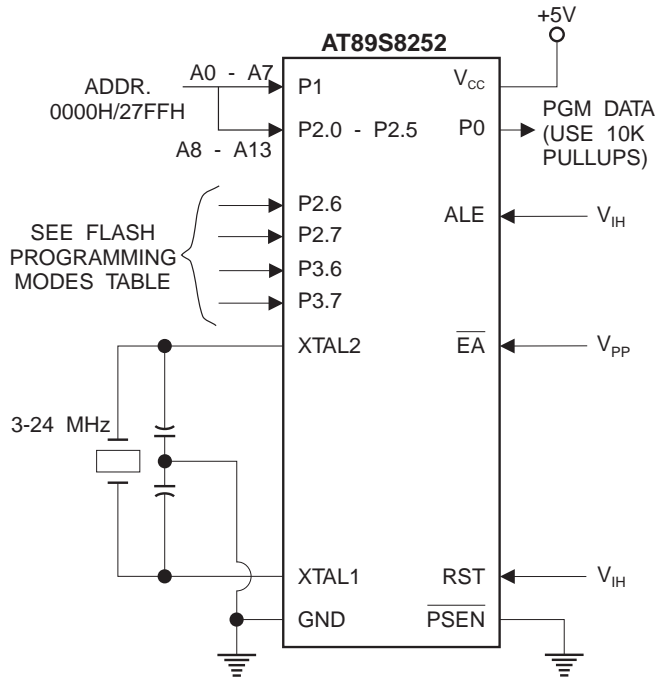 +5V
AT89S8252
ADDR.
0000H/27FFH
A0 - A7
P1
VCC
A8 - A13
P2.0 - P2.5
P0
PGM DATA
(USE 10K
PULLUPS)
SEE FLASH
PROGRAMMING
MODES TABLE
P2.6
P2.7
P3.6
P3.7
ALE
VIH
XTAL2
EA
VPP
3-24 MHz
XTAL1
RST
VIH
GND
PSEN